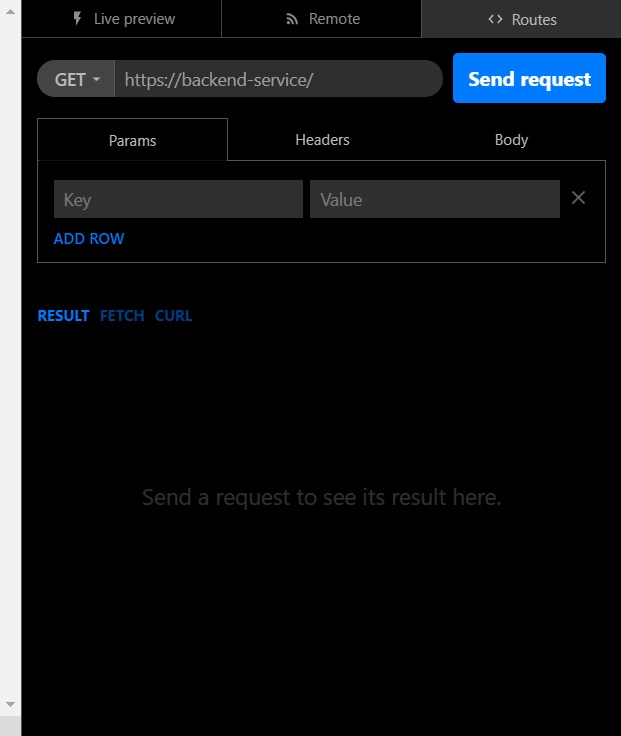 Live preview
Remote
Routes
GET
https://backend-service/
Send request
Params
Headers
Body
Key
Value
ADD ROW
RESULT FETCH CURL
Send a request to see its result here.